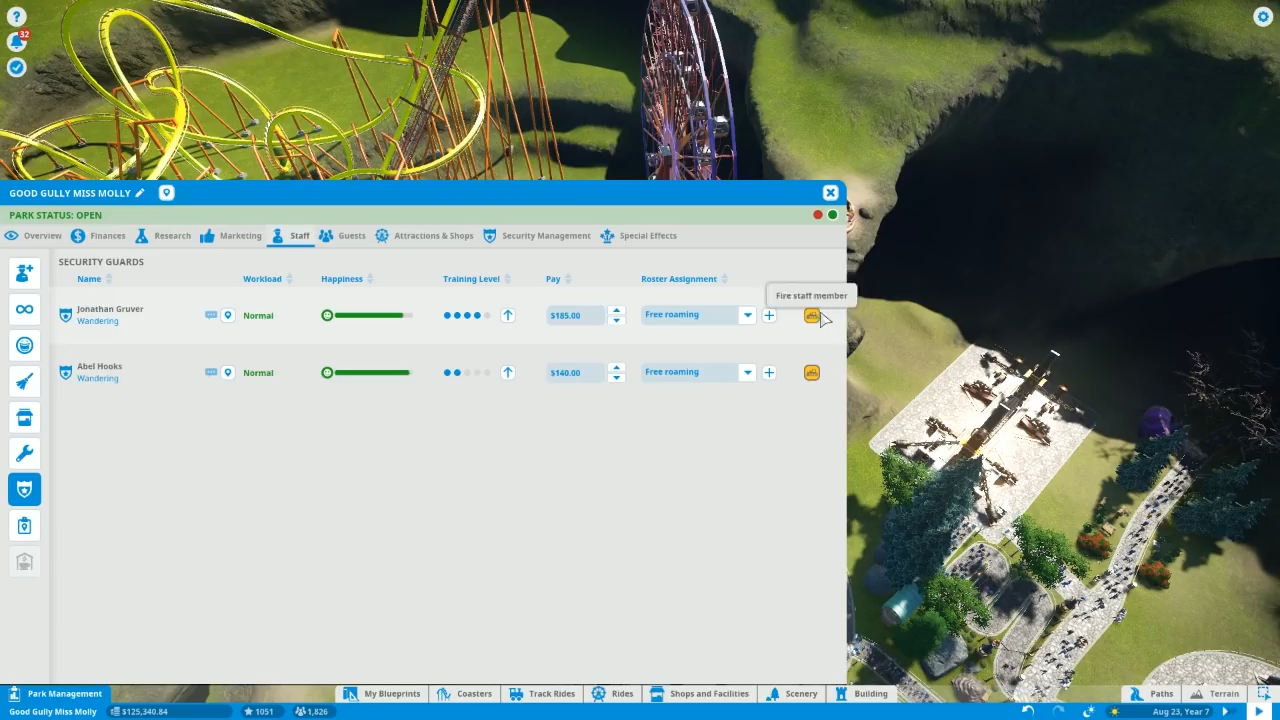 ?
32
GOOD GULLY MISS MOLLY
PARK STATUS: OPEN
Overview Finances Research Marketing Staff Guests Attractions & Shops Security Management Special Effects
SECURITY GUARDS
Name Workload Happiness Training Level Pay Roster Assignment
Fire staff member
Jonathan Gruver
Wandering
Normal $185.00 Free roaming
Abel Hooks
Wandering
Normal $140.00 Free roaming
Park Management My Blueprints Coasters Track Rides Rides Shops and Facilities Scenery Building Paths Terrain
Good Gully Miss Molly $125,340.84 1051 1,826 Aug 23, Year 7